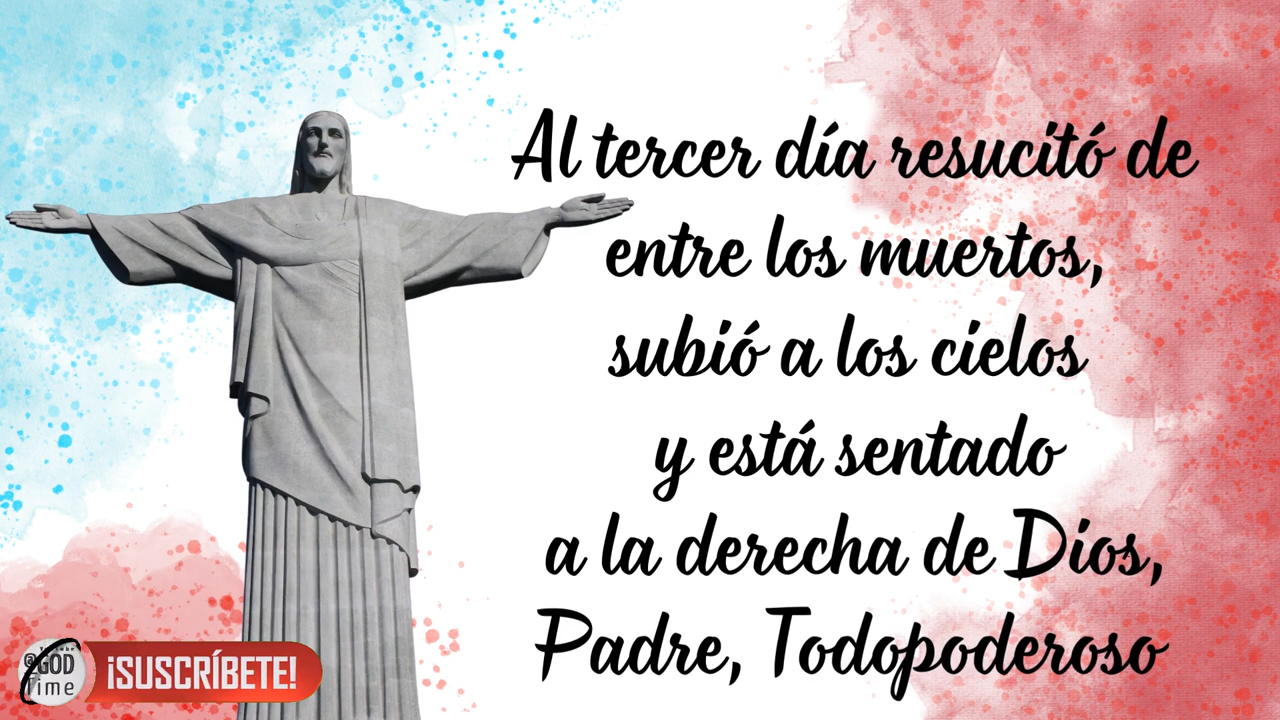 Al tercer día resucitó de
entre los muertos,
subió a los cielos
y está sentado
a la derecha de Dios,
Padre, Todopoderoso
@GOD
Time
¡SUSCRÍBETE!